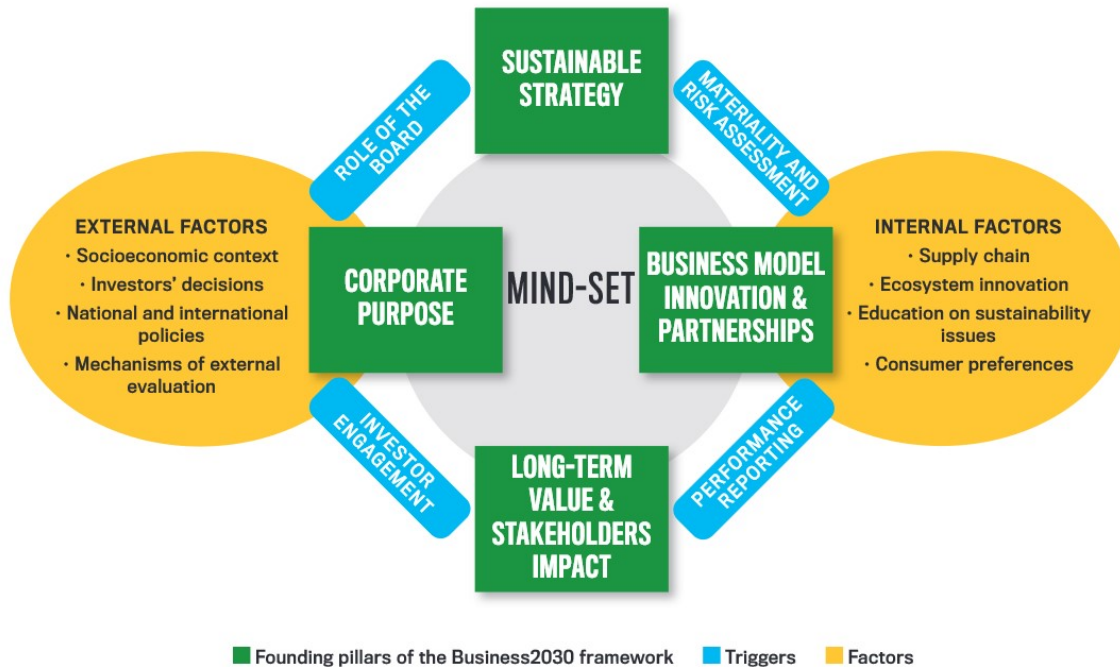 SUSTAINABLE
STRATEGY
ROLE OF THE
BOARD
MATERIALITY AND
RISK ASSESSMENT
EXTERNAL FACTORS
· Socioeconomic context
· Investors' decisions
· National and international
policies
· Mechanisms of external
evaluation
CORPORATE
PURPOSE
MIND-SET
BUSINESS MODEL
INNOVATION &
PARTNERSHIPS
INTERNAL FACTORS
· Supply chain
· Ecosystem innovation
· Education on sustainability
issues
· Consumer preferences
INVESTOR
ENGAGEMENT
LONG-TERM
VALUE &
STAKEHOLDERS
IMPACT
PERFORMANCE
REPORTING
Founding pillars of the Business2030 framework
Triggers
Factors